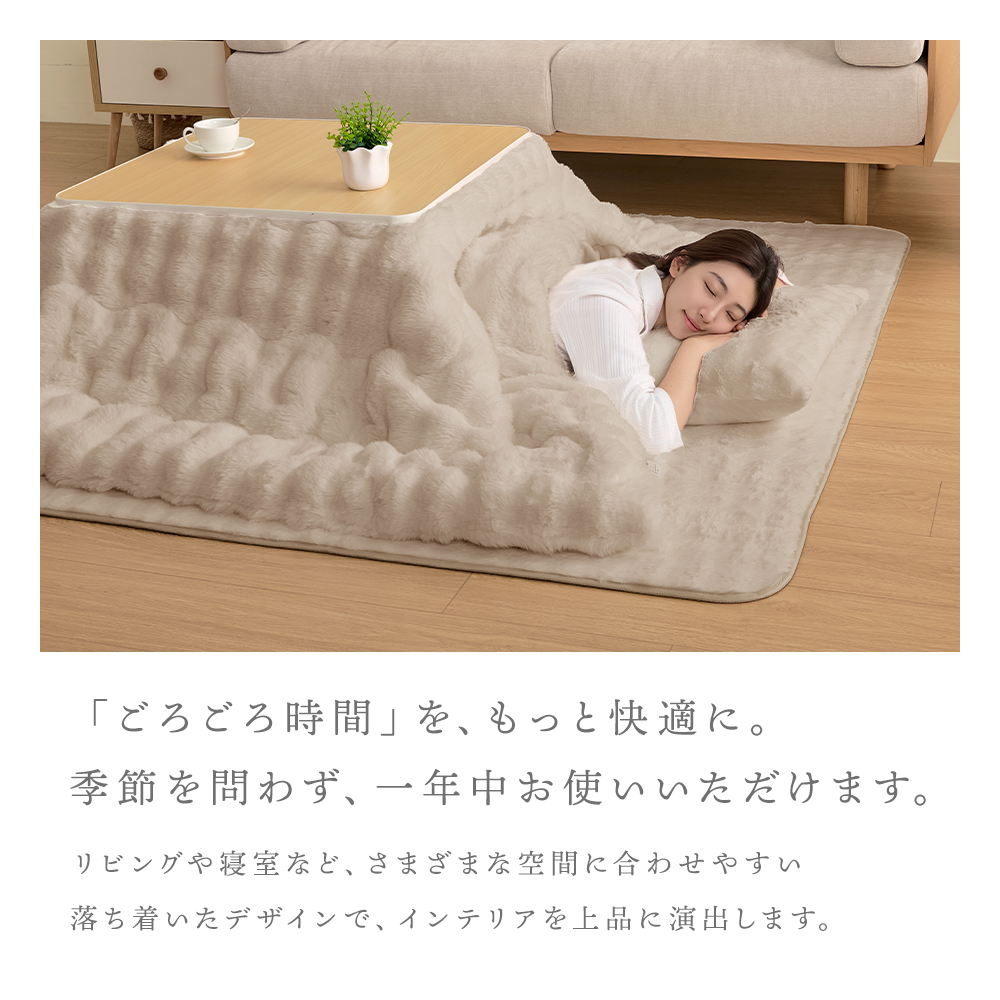 「ごろごろ時間」を、もっと快適に。
季節を問わず、一年中お使いいただけます。
リビングや寝室など、さまざまな空間に合わせやすい
落ち着いたデザインで、インテリアを上品に演出します。